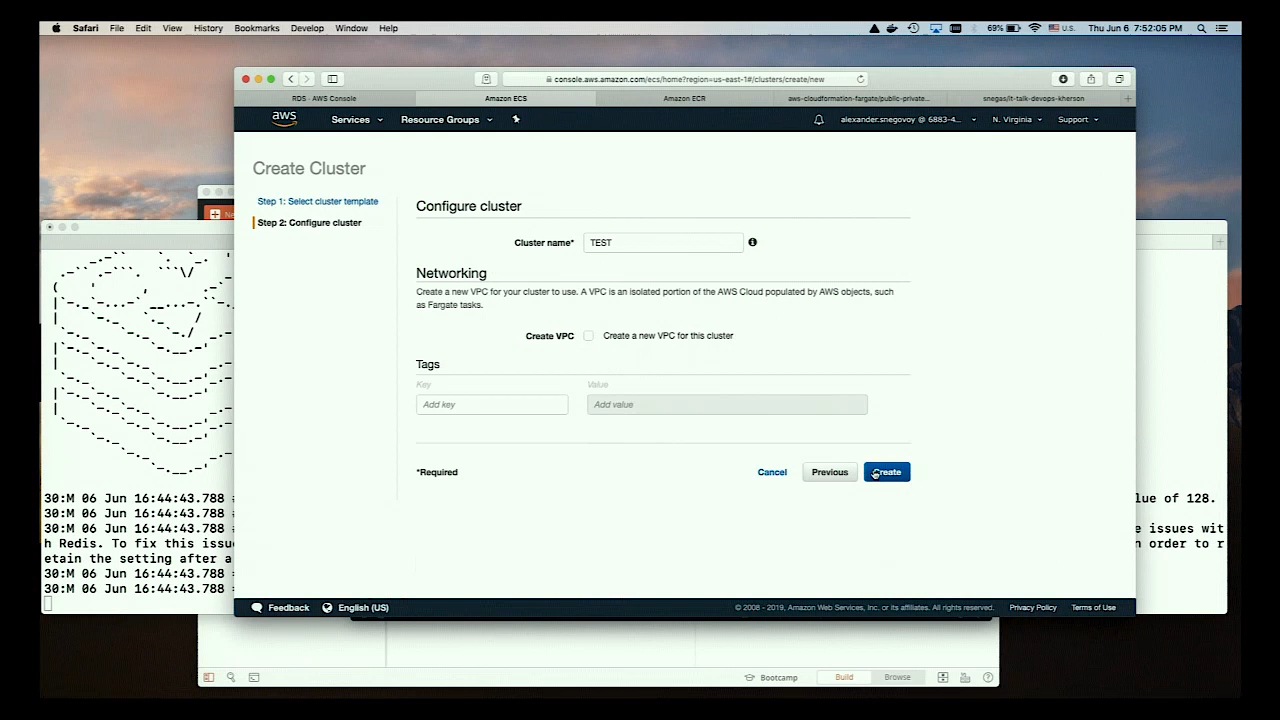 Safari File Edit View History Bookmarks Develop Window Help
69% U.S. Thu Jun 6 7:52:05 PM
console.aws.amazon.com/ecs/home?region=us-east-1#/clusters/create/new
RDS - AWS Console
Amazon ECS
Amazon ECR
aws-cloudformation-fargate/public-private...
snegas/it-talk-devops-kherson
aws Services Resource Groups
alexander.snegovoy @ 6883-4... N. Virginia Support
Create Cluster
Step 1: Select cluster template
Step 2: Configure cluster
Configure cluster
Cluster name* TEST
Networking
Create a new VPC for your cluster to use. A VPC is an isolated portion of the AWS Cloud populated by AWS objects, such
as Fargate tasks.
Create VPC Create a new VPC for this cluster
Tags
Key Value
Add key Add value
*Required Cancel Previous Create
30:M 06 Jun 16:44:43.788 lue of 128.
30:M 06 Jun 16:44:43.788
30:M 06 Jun 16:44:43.788 e issues wit
h Redis. To fix this issu n order to r
etain the setting after a
30:M 06 Jun 16:44:43.788
30:M 06 Jun 16:44:43.788
Feedback English (US)
© 2008 - 2019, Amazon Web Services, Inc. or its affiliates. All rights reserved. Privacy Policy Terms of Use
Bootcamp Build Browse